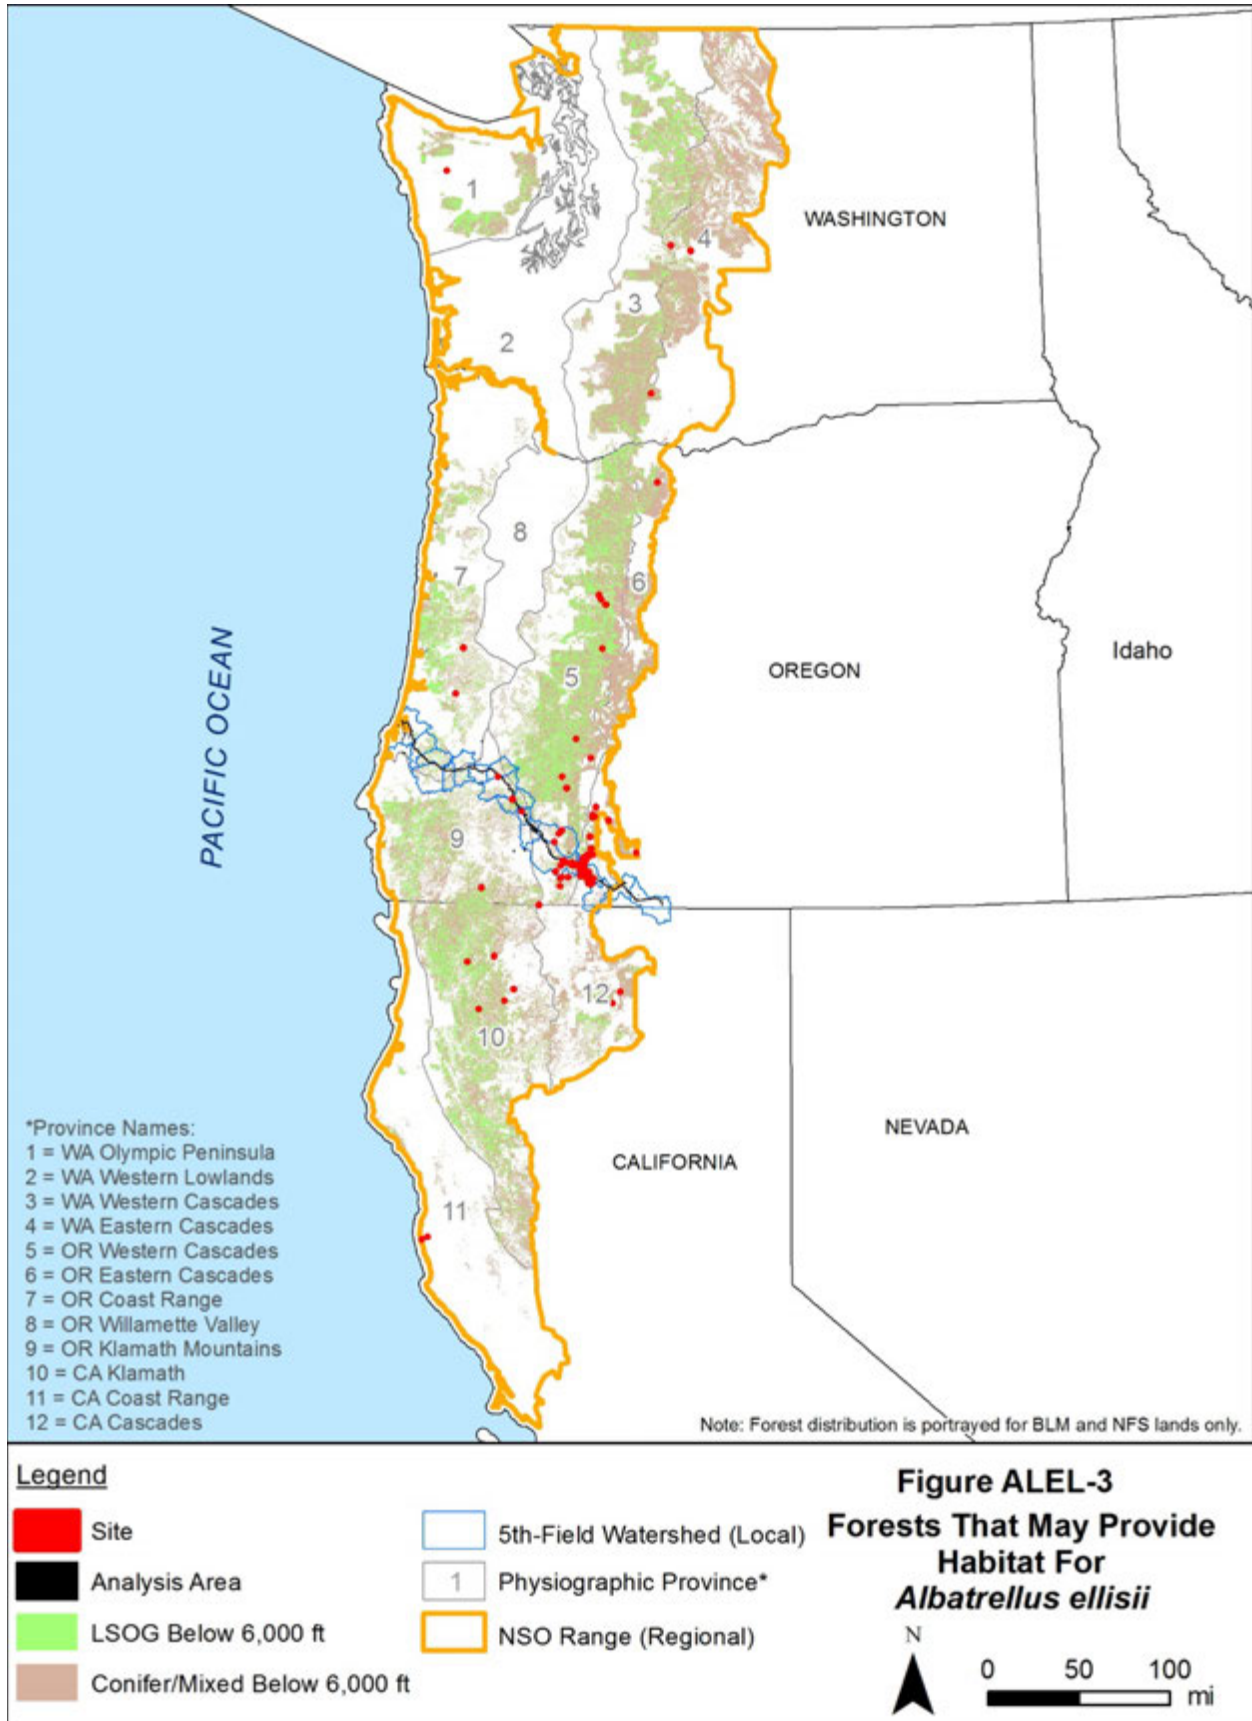 WASHINGTON
1
4
3
2
8
7
6
5
OREGON
Idaho
PACIFIC OCEAN
9
12
10
NEVADA
CALIFORNIA
11
*Province Names:
1 = WA Olympic Peninsula
2 = WA Western Lowlands
3 = WA Western Cascades
4 = WA Eastern Cascades
5 = OR Western Cascades
6 = OR Eastern Cascades
7 = OR Coast Range
8 = OR Willamette Valley
9 = OR Klamath Mountains
10 = CA Klamath
11 = CA Coast Range
12 = CA Cascades
Note: Forest distribution is portrayed for BLM and NFS lands only.
Legend
Site
Analysis Area
LSOG Below 6,000 ft
Conifer/Mixed Below 6,000 ft
5th-Field Watershed (Local)
1 Physiographic Province*
NSO Range (Regional)
Figure ALEL-3
Forests That May Provide
Habitat For
Albatrellus ellisii
N
0 50 100
mi